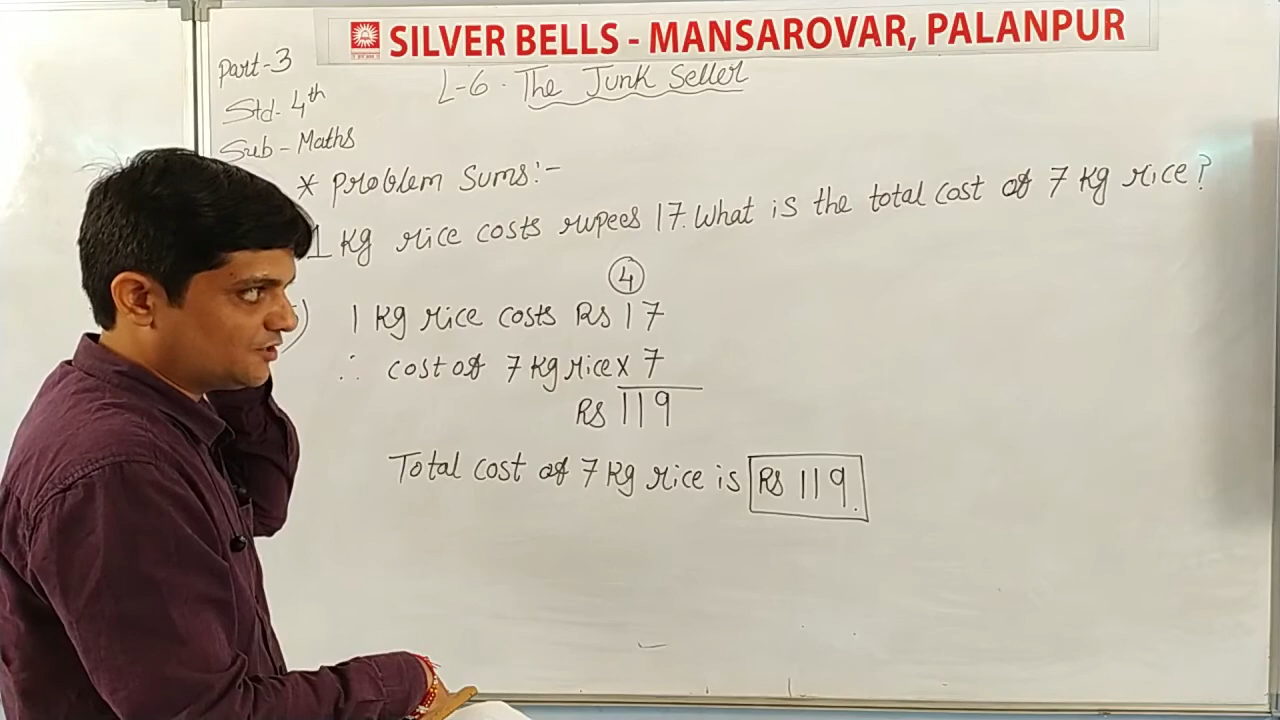 SILVER BELLS - MANSAROVAR, PALANPUR
Part-3
L-6. The Junk Seller
Std- 4th
Sub - Maths
* Problem Sums:-
1 Kg rice costs rupees 17. What is the total cost of 7 Kg rice?
4
1 Kg rice costs Rs 17
∴ cost of 7 Kg rice x 7
Rs 119
Total cost of 7 Kg rice is Rs 119.